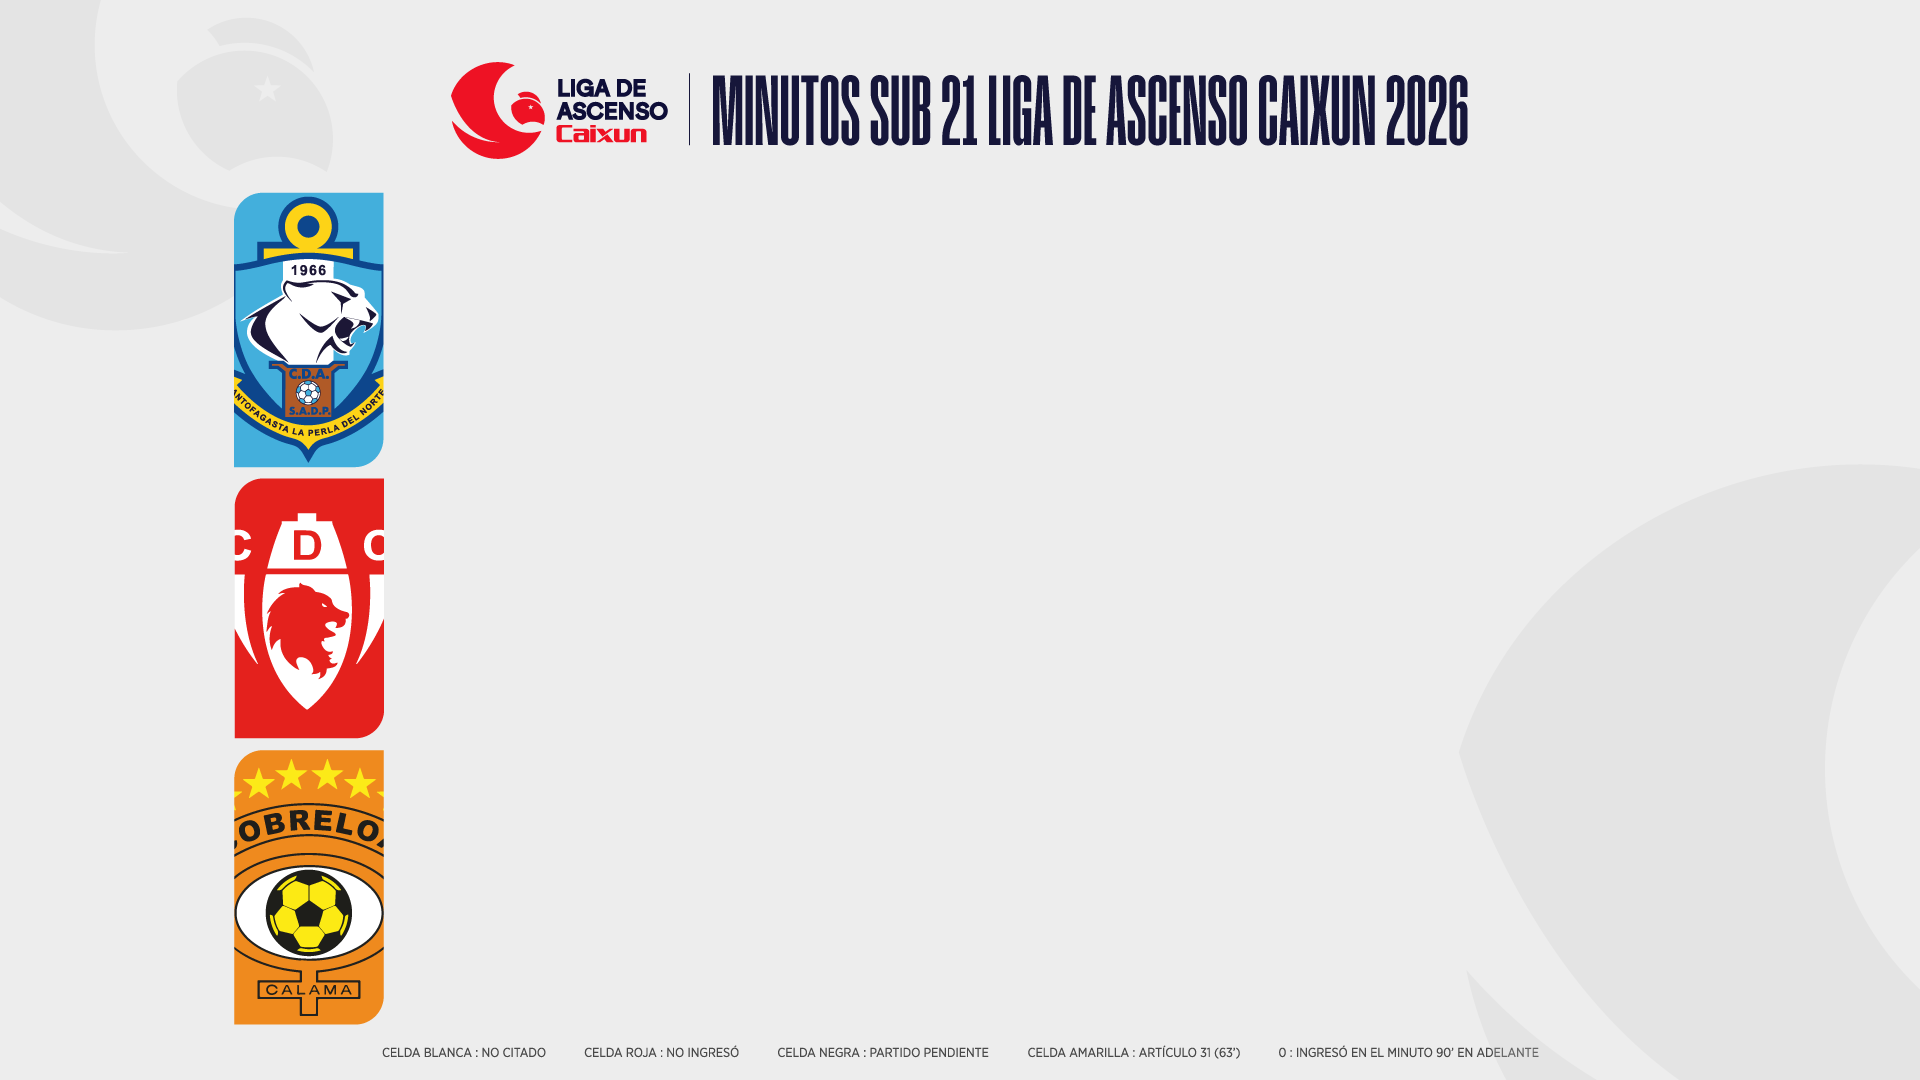 LIGA DE
ASCENSO
Caixun
MINUTOS SUB 21 LIGA DE ASCENSO CAIXUN 2026
1966
C.D.A.
S.A.D.P.
ANTOFAGASTA LA PERLA DEL NORTE
C D C
COBRELOA
CALAMA
CELDA BLANCA : NO CITADO CELDA ROJA : NO INGRESÓ CELDA NEGRA : PARTIDO PENDIENTE CELDA AMARILLA : ARTÍCULO 31 (63') 0 : INGRESÓ EN EL MINUTO 90' EN ADELANTE